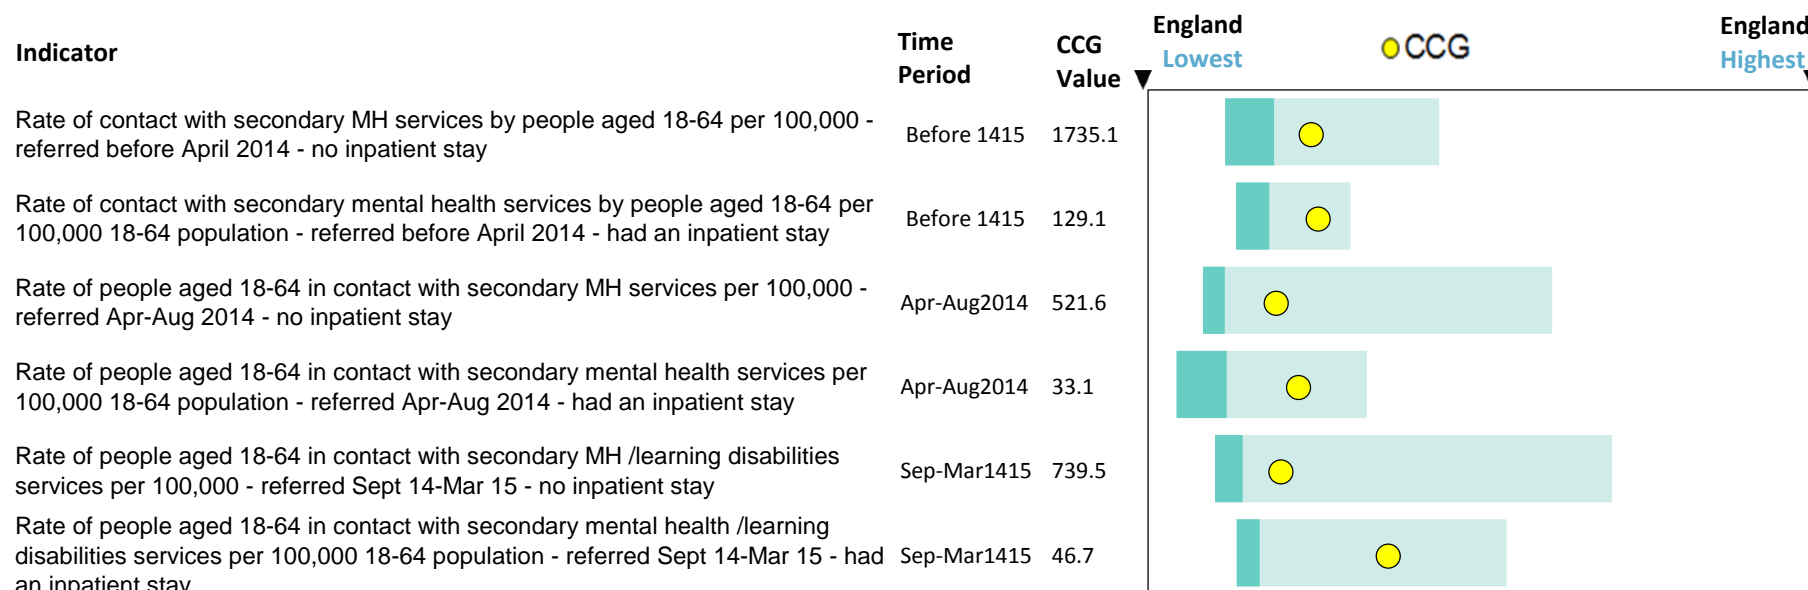 Indicator
Time
Period
CCG
Value
England
Lowest
CCG
England
Highest
Rate of contact with secondary MH services by people aged 18-64 per 100,000 -
referred before April 2014 - no inpatient stay
Before 1415
1735.1
Rate of contact with secondary mental health services by people aged 18-64 per
100,000 18-64 population - referred before April 2014 - had an inpatient stay
Before 1415
129.1
Rate of people aged 18-64 in contact with secondary MH services per 100,000 -
referred Apr-Aug 2014 - no inpatient stay
Apr-Aug2014
521.6
Rate of people aged 18-64 in contact with secondary mental health services per
100,000 18-64 population - referred Apr-Aug 2014 - had an inpatient stay
Apr-Aug2014
33.1
Rate of people aged 18-64 in contact with secondary MH /learning disabilities
services per 100,000 - referred Sept 14-Mar 15 - no inpatient stay
Sep-Mar1415
739.5
Rate of people aged 18-64 in contact with secondary mental health /learning
disabilities services per 100,000 18-64 population - referred Sept 14-Mar 15 - had
an inpatient stay
Sep-Mar1415
46.7